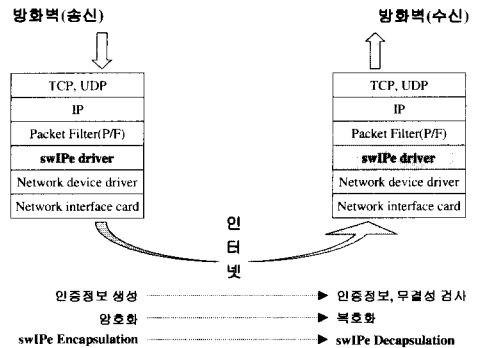 방화벽(송신)
방화벽(수신)
TCP, UDP
IP
Packet Filter(P/F)
swIPe driver
Network device driver
Network interface card
TCP, UDP
IP
Packet Filter(P/F)
swIPe driver
Network device driver
Network interface card
인
터
넷
인증정보 생성
인증정보, 무결성 검사
암호화
복호화
swIPe Encapsulation
swIPe Decapsulation